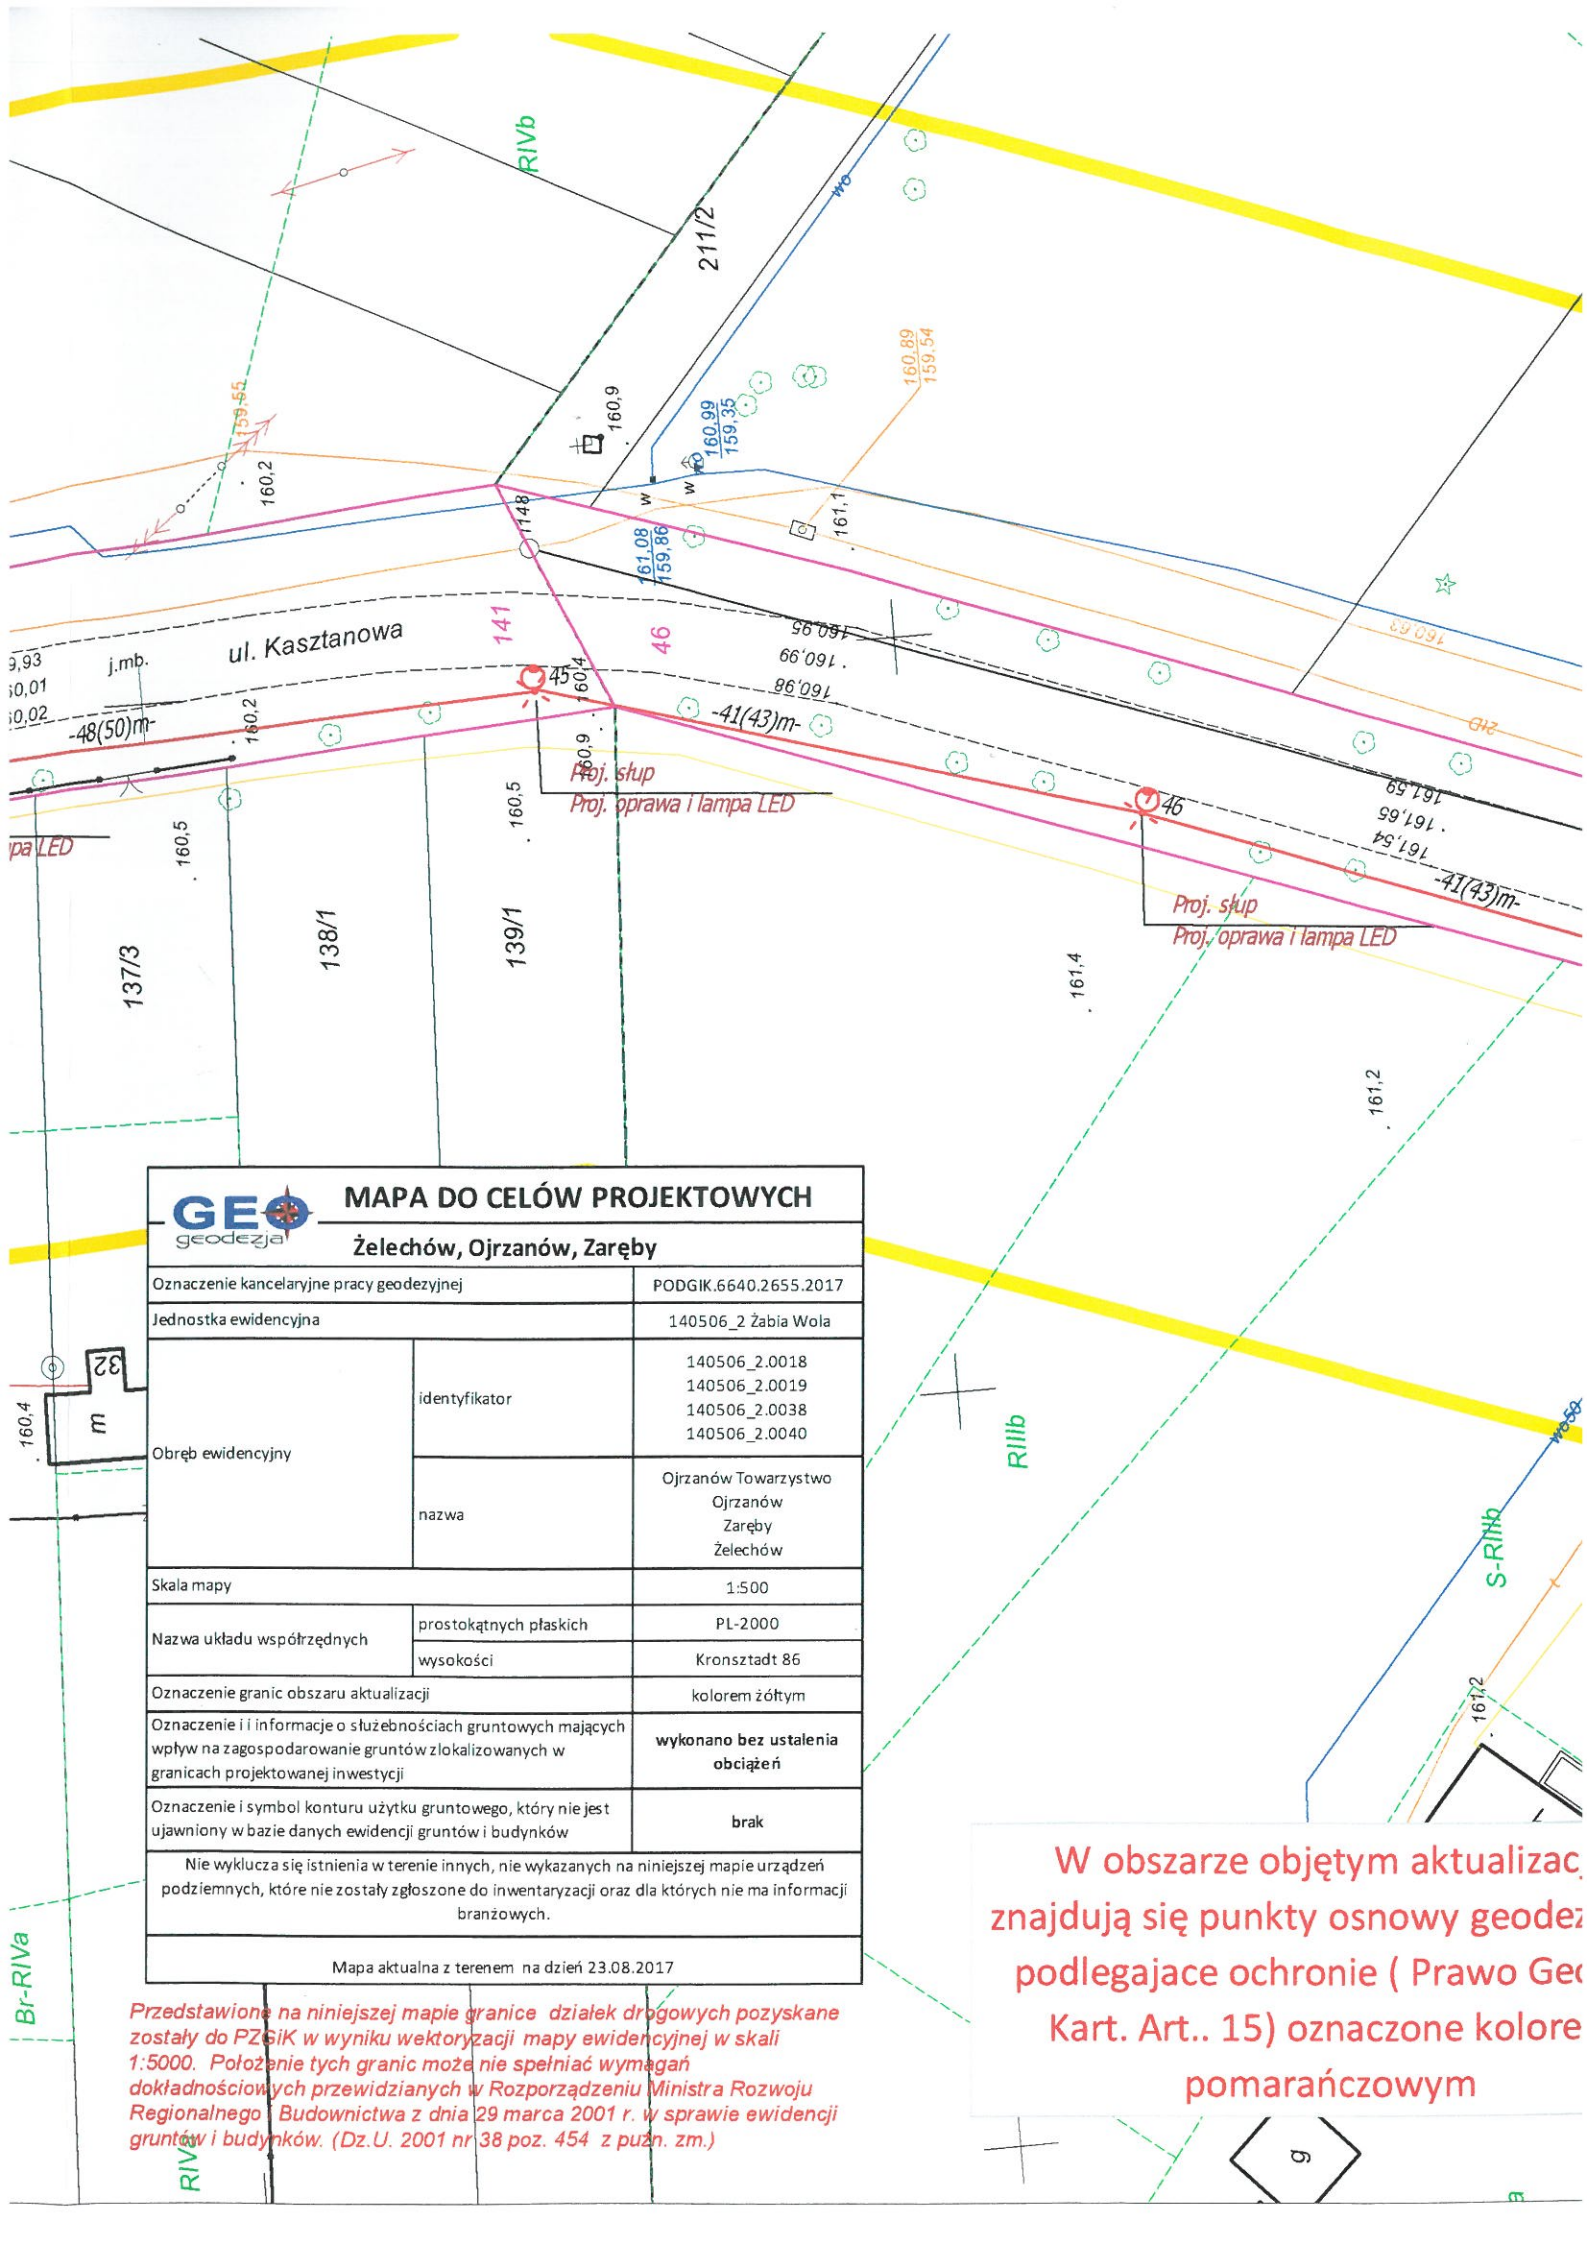 RIVb
211/2
wo
160,89
159.54
159,55
160,2
160,9
160,99
159,35
wo
w
w
1148
161,08
159,86
161,1
141
46
ul. Kasztanowa
j.mb.
9,93
60,01
60,02
-48(50)m-
160,2
45
160,4
160,9
160,95
160,99
160,98
-41(43)m-
160,63
Proj. słup
Proj. oprawa i lampa LED
46
161,59
161,65
161,54
-41(43)m-
Proj. słup
Proj. oprawa i lampa LED
pa LED
160,5
160,5
137/3
138/1
139/1
161,4
161,2
GEO
geodezja
MAPA DO CELÓW PROJEKTOWYCH
Żelechów, Ojrzanów, Zaręby
Oznaczenie kancelaryjne pracy geodezyjnej PODGIK.6640.2655.2017
Jednostka ewidencyjna 140506_2 Żabia Wola
Obręb ewidencyjny
identyfikator
140506_2.0018
140506_2.0019
140506_2.0038
140506_2.0040
nazwa
Ojrzanów Towarzystwo
Ojrzanów
Zaręby
Żelechów
Skala mapy 1:500
Nazwa układu współrzędnych
prostokątnych płaskich PL-2000
wysokości Kronsztadt 86
Oznaczenie granic obszaru aktualizacji kolorem żółtym
Oznaczenie i i informacje o służebnościach gruntowych mających
wpływ na zagospodarowanie gruntów zlokalizowanych w
granicach projektowanej inwestycji
wykonano bez ustalenia
obciążeń
Oznaczenie i symbol konturu użytku gruntowego, który nie jest
ujawniony w bazie danych ewidencji gruntów i budynków
brak
Nie wyklucza się istnienia w terenie innych, nie wykazanych na niniejszej mapie urządzeń
podziemnych, które nie zostały zgłoszone do inwentaryzacji oraz dla których nie ma informacji
branżowych.
Mapa aktualna z terenem na dzień 23.08.2017
32
m
160,4
RIIIb
wo50
S-RIIIb
161,2
Br-RIVa
RIVa
Przedstawione na niniejszej mapie granice działek drogowych pozyskane
zostały do PZGiK w wyniku wektoryzacji mapy ewidencyjnej w skali
1:5000. Położenie tych granic może nie spełniać wymagań
dokładnościowych przewidzianych w Rozporządzeniu Ministra Rozwoju
Regionalnego i Budownictwa z dnia 29 marca 2001 r. w sprawie ewidencji
gruntów i budynków. (Dz.U. 2001 nr 38 poz. 454 z puźn. zm.)
W obszarze objętym aktualizac
znajdują się punkty osnowy geodez
podlegajace ochronie ( Prawo Geo
Kart. Art.. 15) oznaczone kolore
pomarańczowym
g